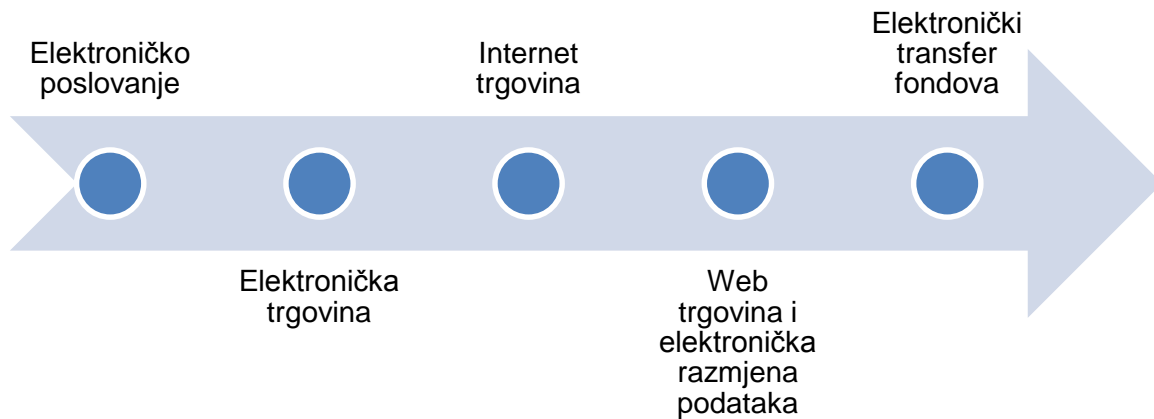 Elektroničko
poslovanje
Elektronička
trgovina
Internet
trgovina
Web
trgovina i
elektronička
razmjena
podataka
Elektronički
transfer
fondova